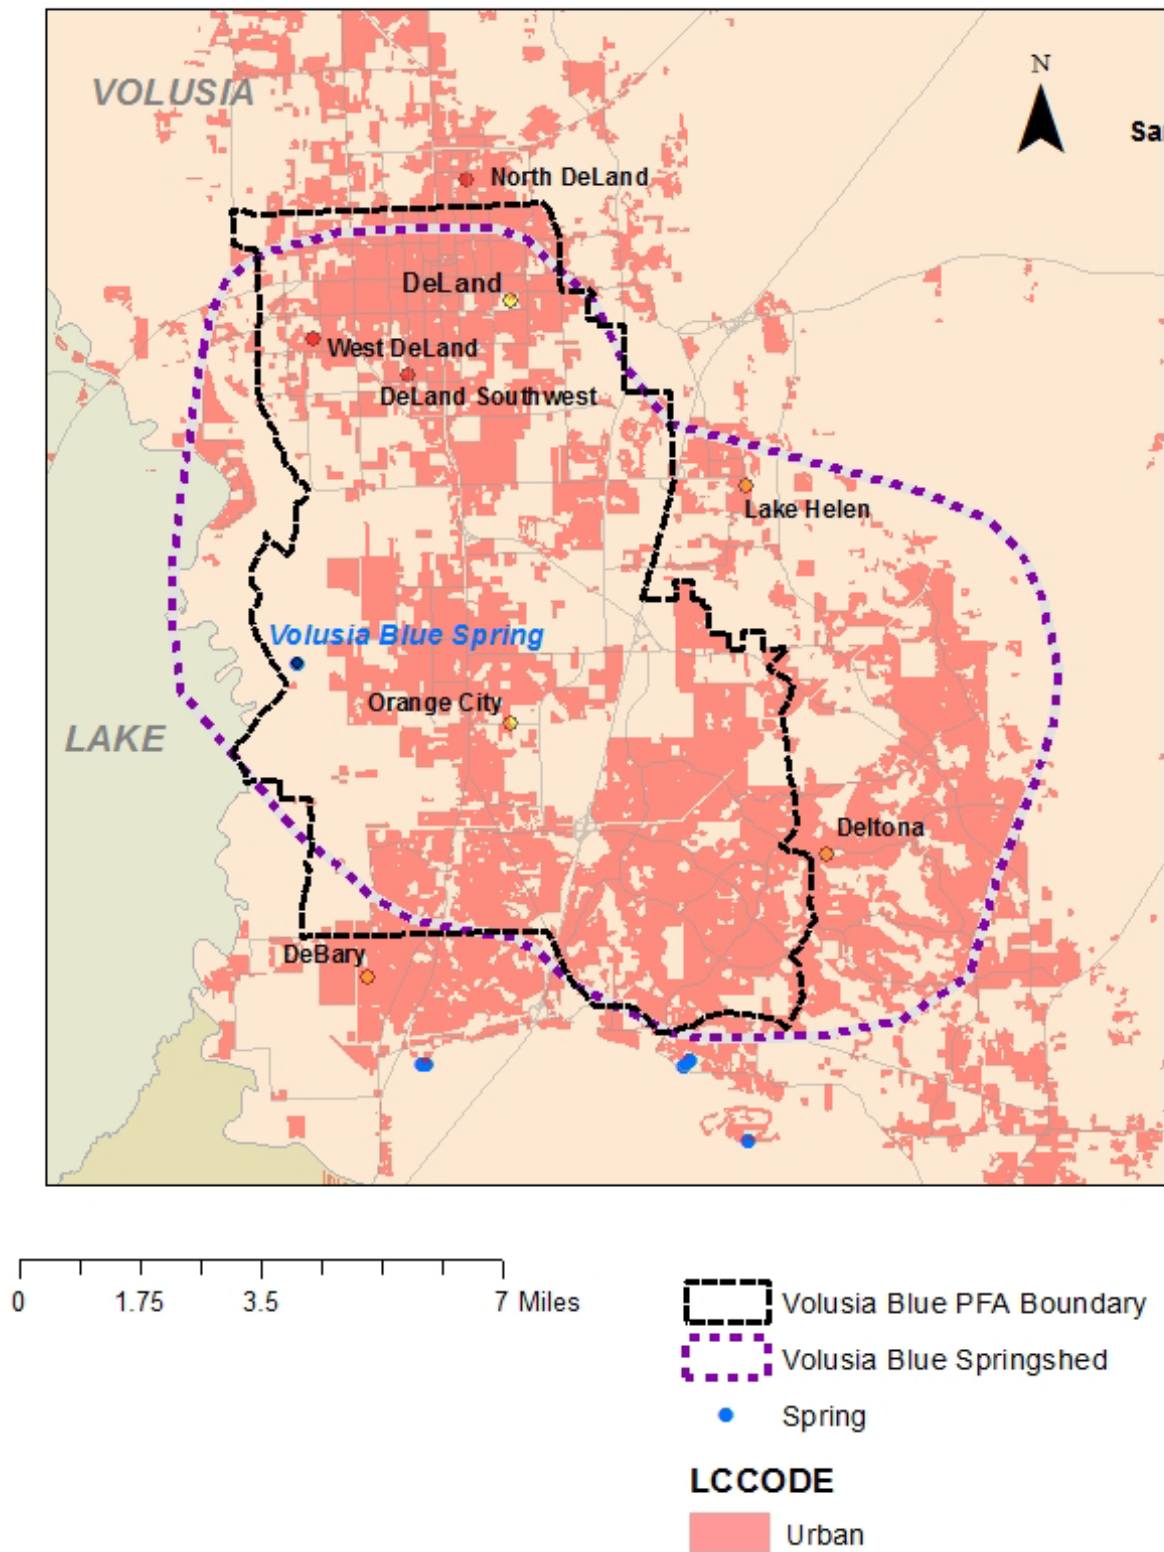 VOLUSIA
N
Sa
North DeLand
DeLand
West DeLand
DeLand Southwest
Lake Helen
Volusia Blue Spring
Orange City
LAKE
Deltona
DeBary
0 1.75 3.5 7 Miles
Volusia Blue PFA Boundary
Volusia Blue Springshed
Spring
LCCODE
Urban